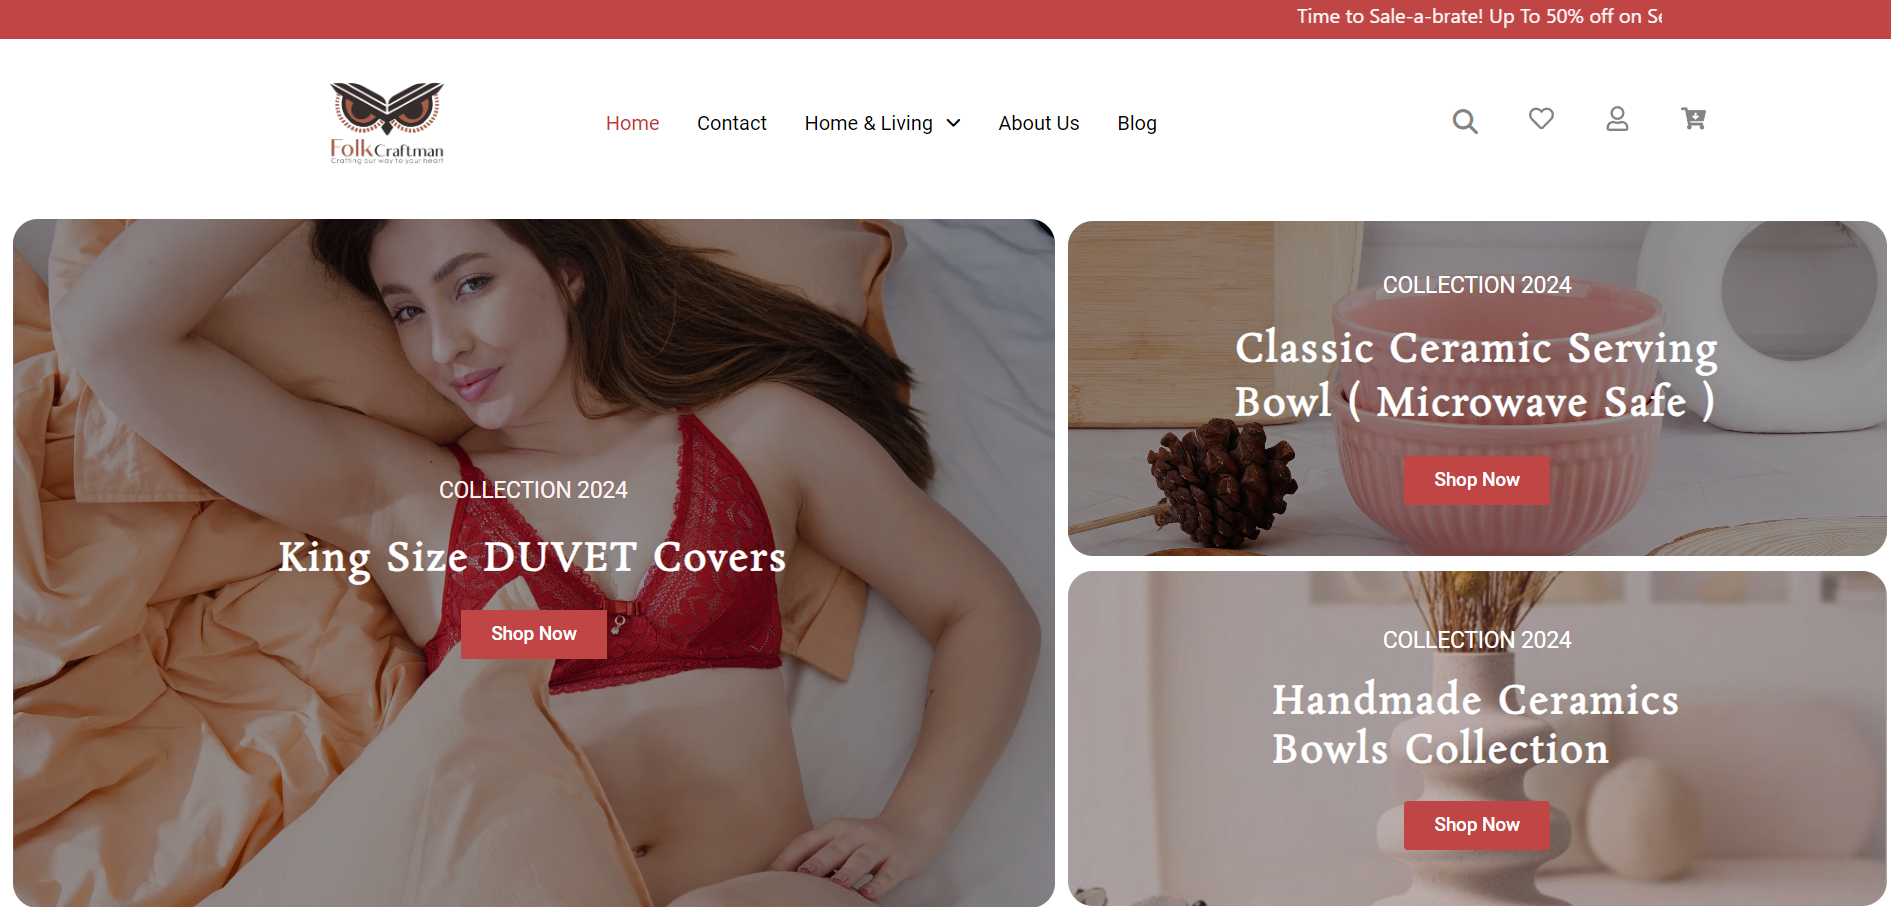 Time to Sale-a-brate! Up To 50% off on
FolkCraftman
Crafting our way to your heart
Home Contact Home & Living About Us Blog
COLLECTION 2024
King Size DUVET Covers
Shop Now
COLLECTION 2024
Classic Ceramic Serving
Bowl ( Microwave Safe )
Shop Now
COLLECTION 2024
Handmade Ceramics
Bowls Collection
Shop Now